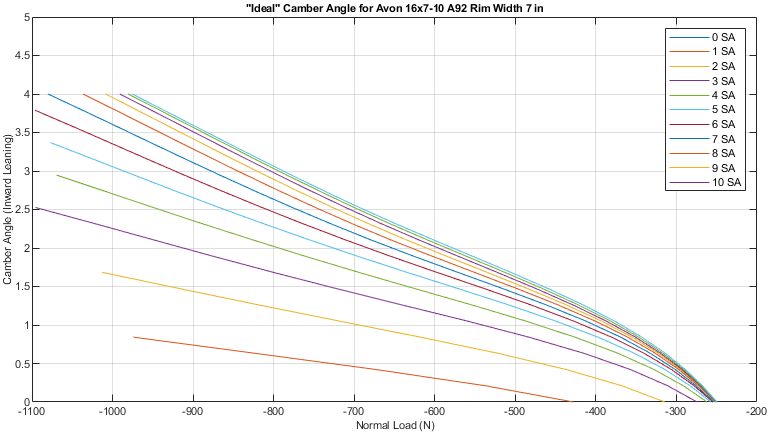 "Ideal" Camber Angle for Avon 16x7-10 A92 Rim Width 7 in
5
4.5
4
3.5
3
2.5
2
1.5
1
0.5
0
Camber Angle (Inward Leaning)
0 SA
1 SA
2 SA
3 SA
4 SA
5 SA
6 SA
7 SA
8 SA
9 SA
10 SA
-1100 -1000 -900 -800 -700 -600 -500 -400 -300 -200
Normal Load (N)